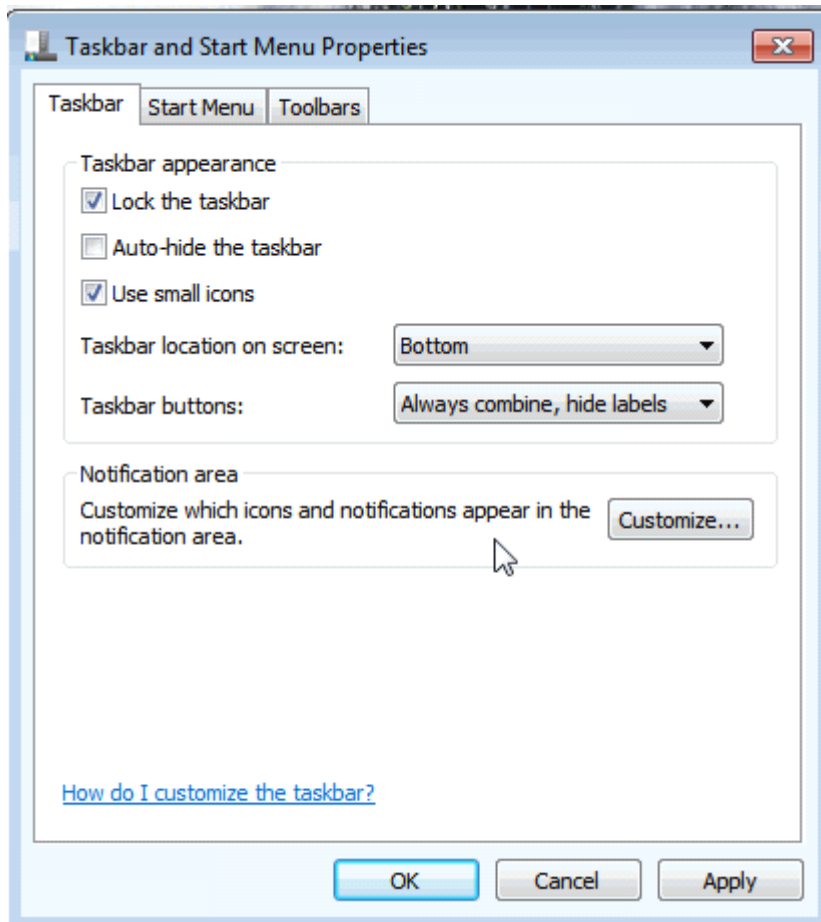 Taskbar and Start Menu Properties
Taskbar
Start Menu
Toolbars
Taskbar appearance
Lock the taskbar
Auto-hide the taskbar
Use small icons
Taskbar location on screen:
Bottom
Taskbar buttons:
Always combine, hide labels
Notification area
Customize which icons and notifications appear in the
notification area.
Customize...
How do I customize the taskbar?
OK
Cancel
Apply